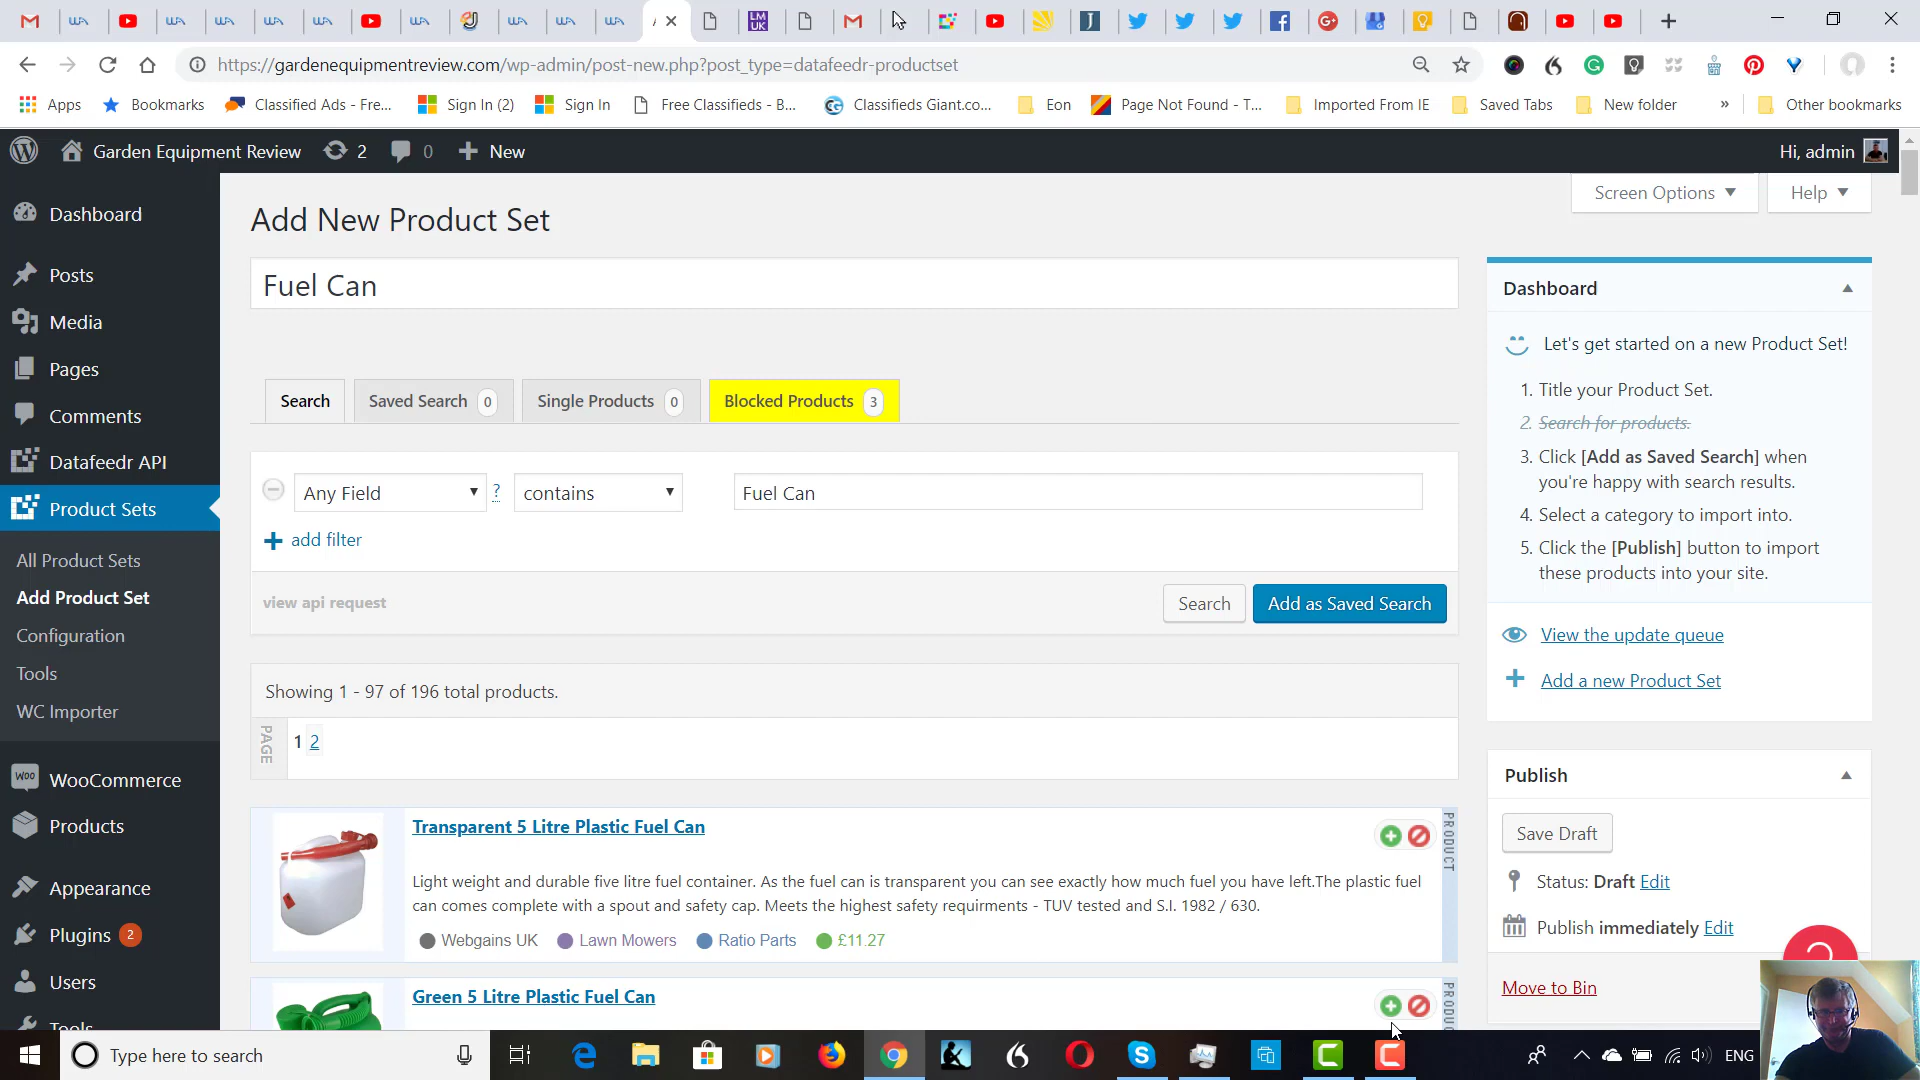 https://gardenequipmentreview.com/wp-admin/post-new.php?post_type=datafeedr-productset
Apps
Bookmarks
Classified Ads - Fre...
Sign In (2)
Sign In
Free Classifieds - B...
Classifieds Giant.co...
Eon
Page Not Found - T...
Imported From IE
Saved Tabs
New folder
»
Other bookmarks
Garden Equipment Review
2
0
New
Hi, admin
Screen Options
Help
Dashboard
Posts
Media
Pages
Comments
Datafeedr API
Product Sets
All Product Sets
Add Product Set
Configuration
Tools
WC Importer
WooCommerce
Products
Appearance
Plugins 2
Users
Tools
Add New Product Set
Fuel Can
Search
Saved Search 0
Single Products 0
Blocked Products 3
Any Field
?
contains
Fuel Can
add filter
view api request
Search
Add as Saved Search
Showing 1 - 97 of 196 total products.
PAGE
1 2
Transparent 5 Litre Plastic Fuel Can
Light weight and durable five litre fuel container. As the fuel can is transparent you can see exactly how much fuel you have left.The plastic fuel
can comes complete with a spout and safety cap. Meets the highest safety requirments - TUV tested and S.I. 1982 / 630.
Webgains UK
Lawn Mowers
Ratio Parts
£11.27
PRODUCT
Green 5 Litre Plastic Fuel Can
Dashboard
Let's get started on a new Product Set!
1. Title your Product Set.
2. Search for products.
3. Click [Add as Saved Search] when
you're happy with search results.
4. Select a category to import into.
5. Click the [Publish] button to import
these products into your site.
View the update queue
Add a new Product Set
Publish
Save Draft
Status: Draft Edit
Publish immediately Edit
Move to Bin
Type here to search
ENG